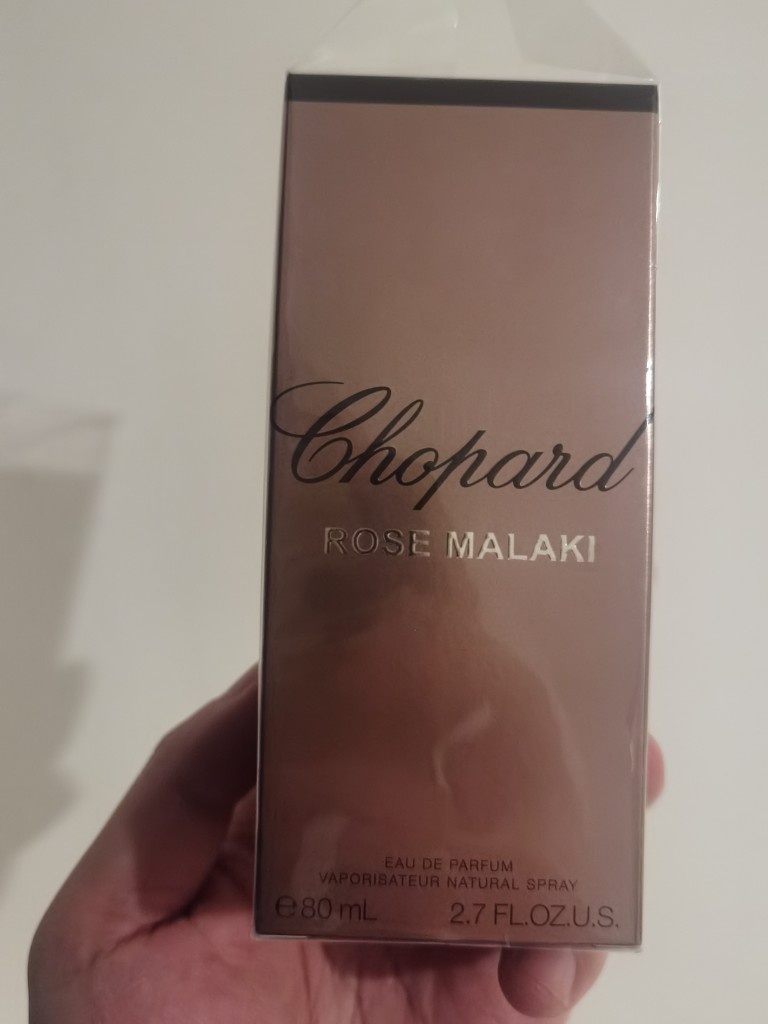 Chopard
ROSE MALAKI
EAU DE PARFUM
VAPORISATEUR NATURAL SPRAY
℮80 mL 2.7 FL.OZ.U.S.